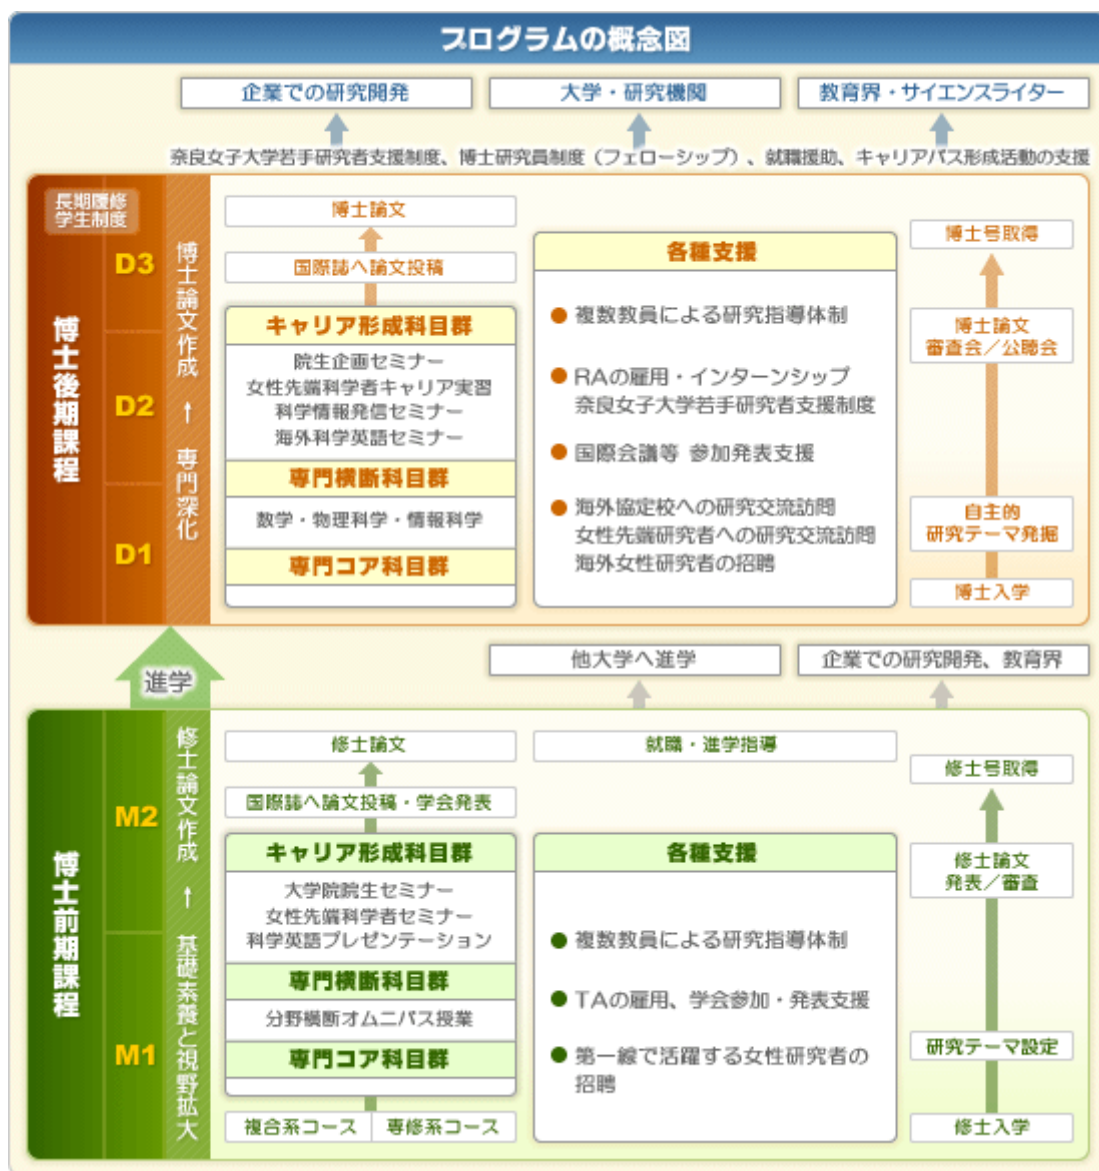 プログラムの概念図
企業での研究開発
大学・研究機関
教育界・サイエンスライター
奈良女子大学若手研究者支援制度、博士研究員制度（フェローシップ）、就職援助、キャリアパス形成活動の支援
長期履修
学生制度
博士後期課程
D3
D2
D1
博士論文作成 ← 専門深化
博士論文
国際誌へ論文投稿
キャリア形成科目群
院生企画セミナー
女性先端科学者キャリア実習
科学情報発信セミナー
海外科学英語セミナー
専門横断科目群
数学・物理科学・情報科学
専門コア科目群
各種支援
● 複数教員による研究指導体制
● RAの雇用・インターンシップ
奈良女子大学若手研究者支援制度
● 国際会議等 参加発表支援
● 海外協定校への研究交流訪問
女性先端研究者への研究交流訪問
海外女性研究者の招聘
博士号取得
博士論文
審査会／公聴会
自主的
研究テーマ発掘
博士入学
進学
他大学へ進学
企業での研究開発、教育界
博士前期課程
M2
M1
修士論文作成 ← 基礎素養と視野拡大
修士論文
国際誌へ論文投稿・学会発表
キャリア形成科目群
大学院院生セミナー
女性先端科学者セミナー
科学英語プレゼンテーション
専門横断科目群
分野横断オムニバス授業
専門コア科目群
複合系コース
専修系コース
就職・進学指導
各種支援
● 複数教員による研究指導体制
● TAの雇用、学会参加・発表支援
● 第一線で活躍する女性研究者の
招聘
修士号取得
修士論文
発表／審査
研究テーマ設定
修士入学